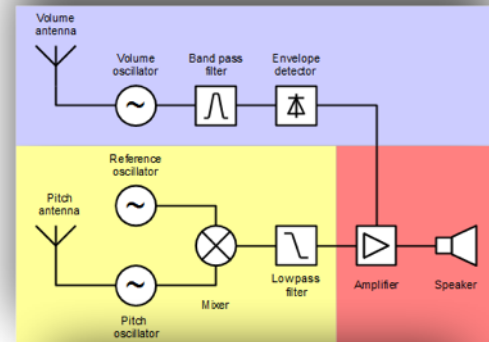 Volume
antenna
Volume
oscillator
Band pass
filter
Envelope
detector
Reference
oscillator
Pitch
antenna
Mixer
Lowpass
filter
Amplifier
Speaker
Pitch
oscillator